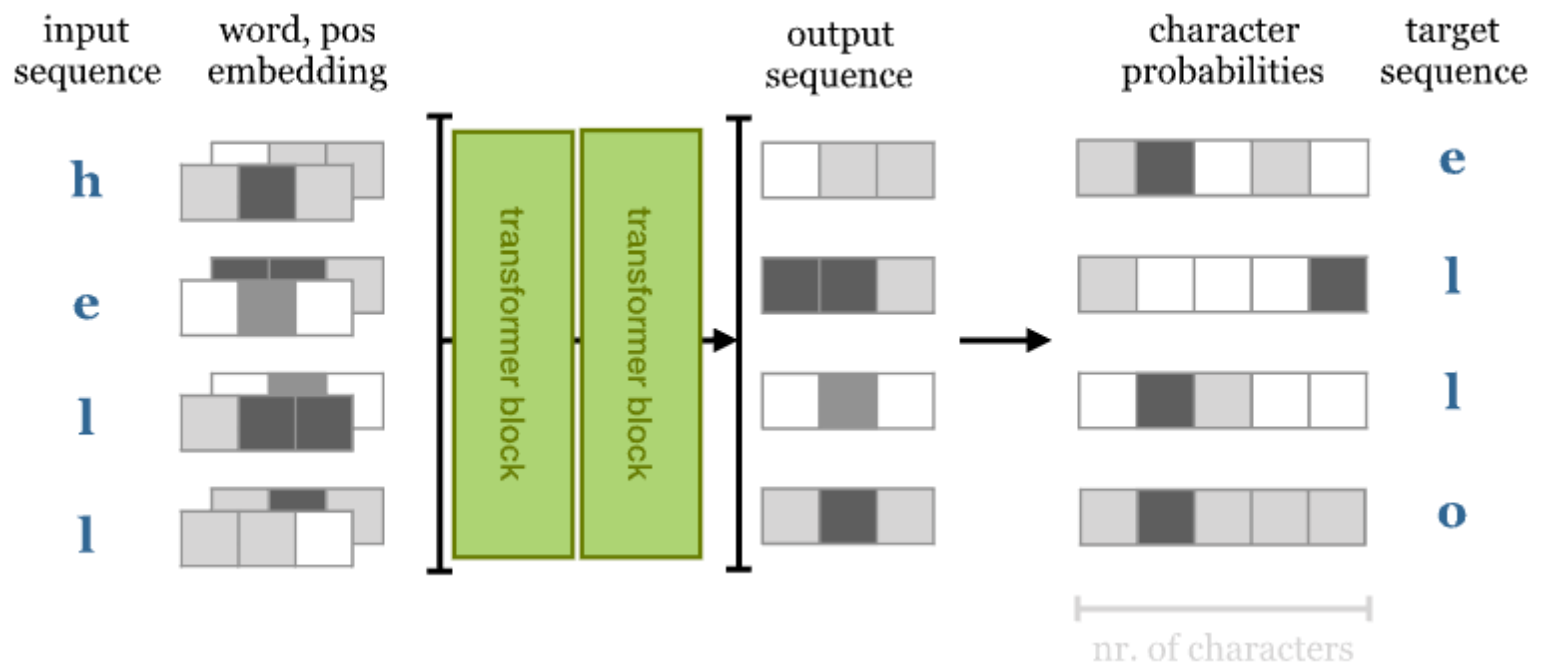 input
sequence
word, pos
embedding
output
sequence
character
probabilities
target
sequence
h
e
l
l
transformer block
transformer block
e
l
l
o
nr. of characters